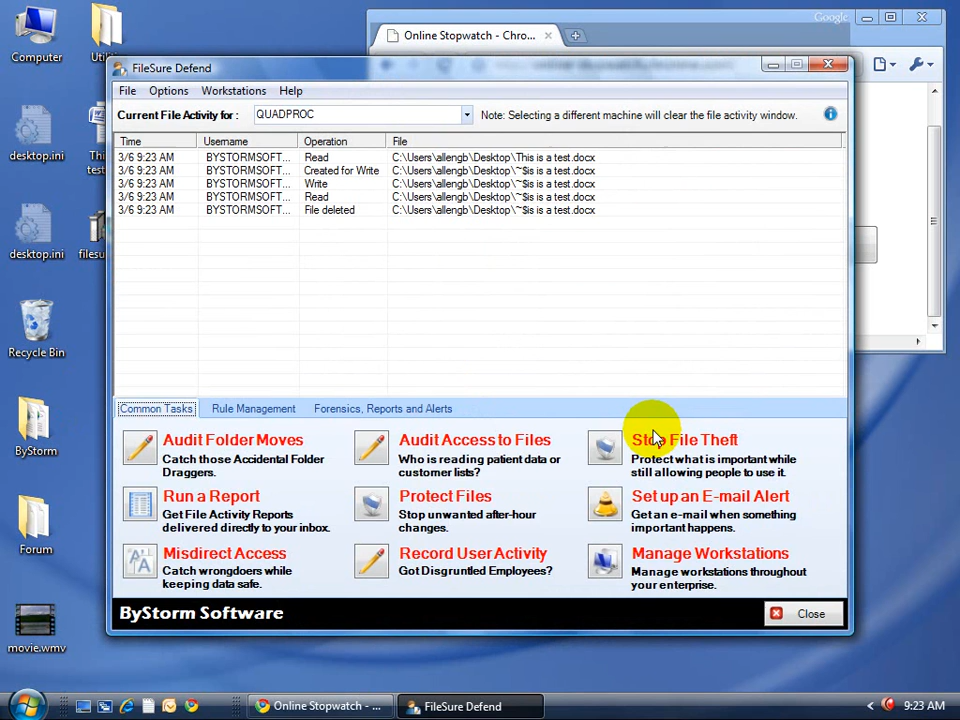 Computer
Utili
desktop.ini
Thi
test
desktop.ini
filesu
Recycle Bin
ByStorm
Forum
movie.wmv
Google
Online Stopwatch - Chro...
FileSure Defend
File Options Workstations Help
Current File Activity for : QUADPROC Note: Selecting a different machine will clear the file activity window.
Time Username Operation File
3/6 9:23 AM BYSTORMSOFT... Read C:\Users\allengb\Desktop\This is a test.docx
3/6 9:23 AM BYSTORMSOFT... Created for Write C:\Users\allengb\Desktop\~$is is a test.docx
3/6 9:23 AM BYSTORMSOFT... Write C:\Users\allengb\Desktop\~$is is a test.docx
3/6 9:23 AM BYSTORMSOFT... Read C:\Users\allengb\Desktop\~$is is a test.docx
3/6 9:23 AM BYSTORMSOFT... File deleted C:\Users\allengb\Desktop\~$is is a test.docx
Common Tasks Rule Management Forensics, Reports and Alerts
Audit Folder Moves
Catch those Accidental Folder
Draggers.
Audit Access to Files
Who is reading patient data or
customer lists?
Stop File Theft
Protect what is important while
still allowing people to use it.
Run a Report
Get File Activity Reports
delivered directly to your inbox.
Protect Files
Stop unwanted after-hour
changes.
Set up an E-mail Alert
Get an e-mail when something
important happens.
Misdirect Access
Catch wrongdoers while
keeping data safe.
Record User Activity
Got Disgruntled Employees?
Manage Workstations
Manage workstations throughout
your enterprise.
ByStorm Software
Close
Online Stopwatch - ...
FileSure Defend
9:23 AM